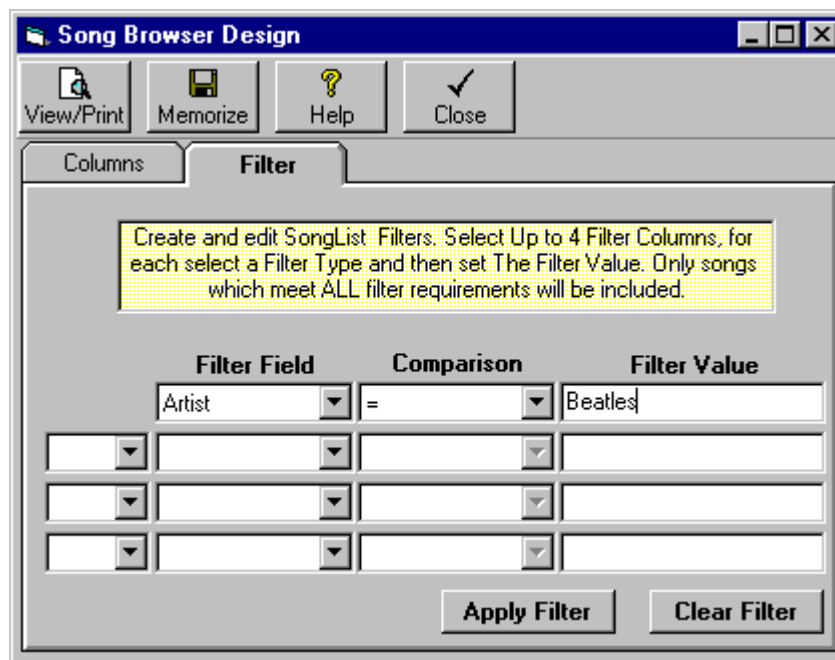 Song Browser Design
View/Print Memorize Help Close
Columns Filter
Create and edit SongList Filters. Select Up to 4 Filter Columns, for
each select a Filter Type and then set The Filter Value. Only songs
which meet ALL filter requirements will be included.
Filter Field Comparison Filter Value
Artist = Beatles
Apply Filter Clear Filter